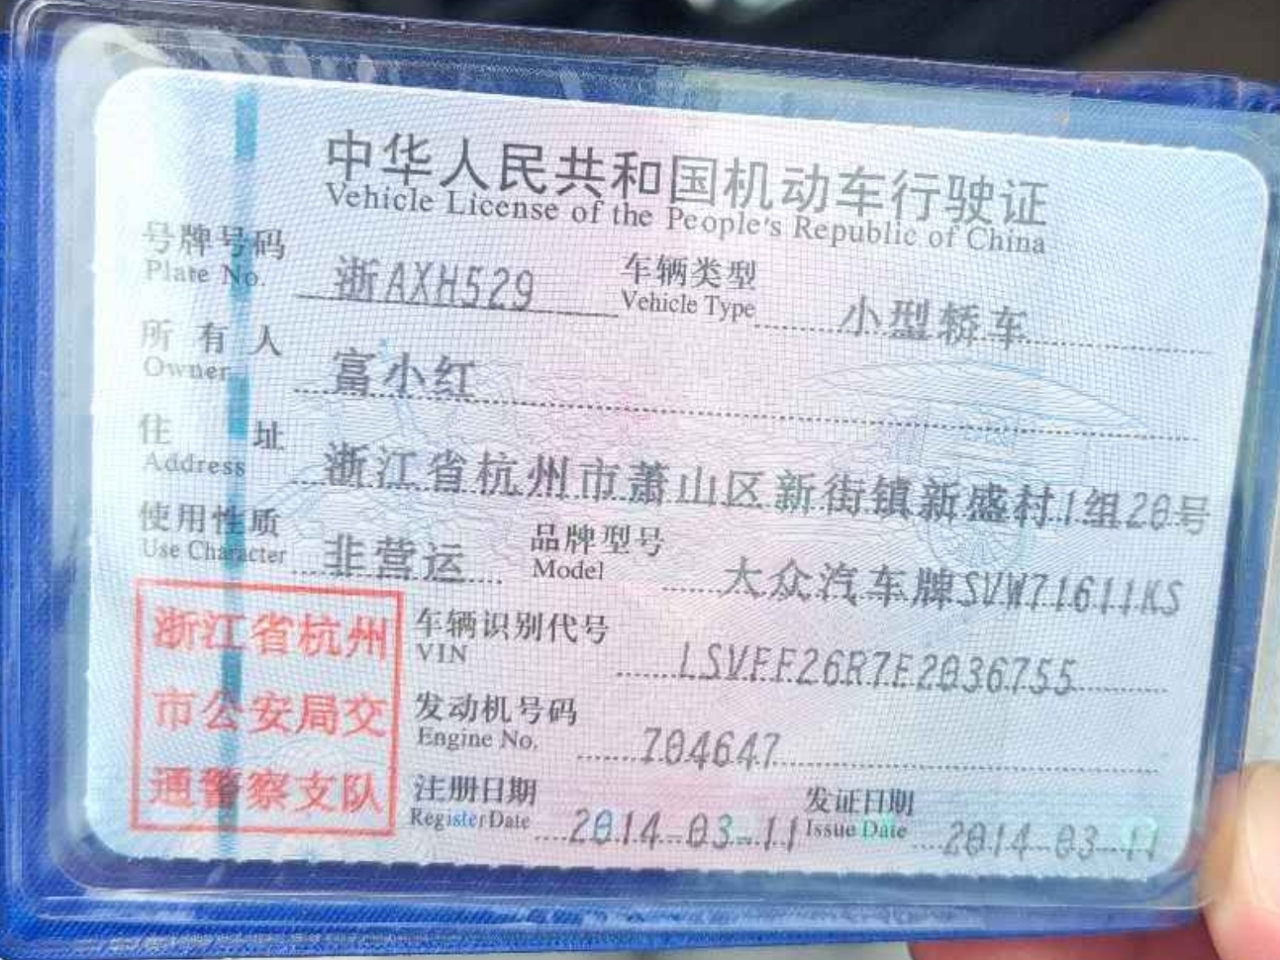 中华人民共和国机动车行驶证
Vehicle License of the People's Republic of China
号牌号码 浙AXH529 车辆类型 小型轿车
Plate No. Vehicle Type
所有人 富小红
Owner
住址 浙江省杭州市萧山区新街镇新盛村1组20号
Address
使用性质 非营运 品牌型号 大众汽车牌SVW71611KS
Use Character Model
浙江省杭州
市公安局交
通警察支队
车辆识别代号 LSVFF26R7E2036755
VIN
发动机号码 704647
Engine No.
注册日期 2014-03-11 发证日期 2014-03-11
Register Date Issue Date